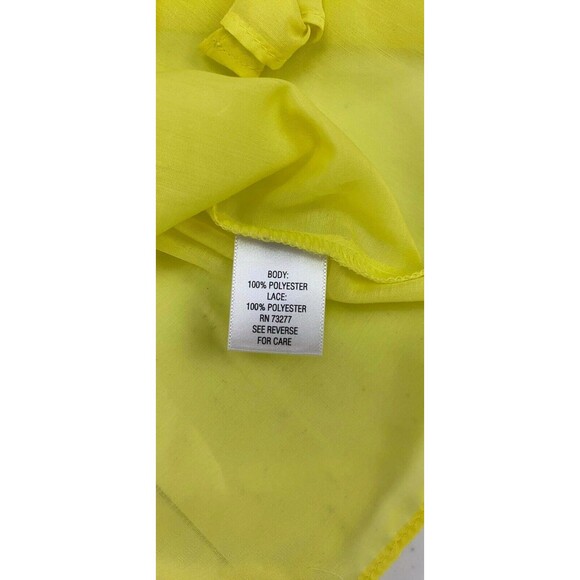 BODY:
100% POLYESTER
LACE:
100% POLYESTER
RN 73277
SEE REVERSE
FOR CARE